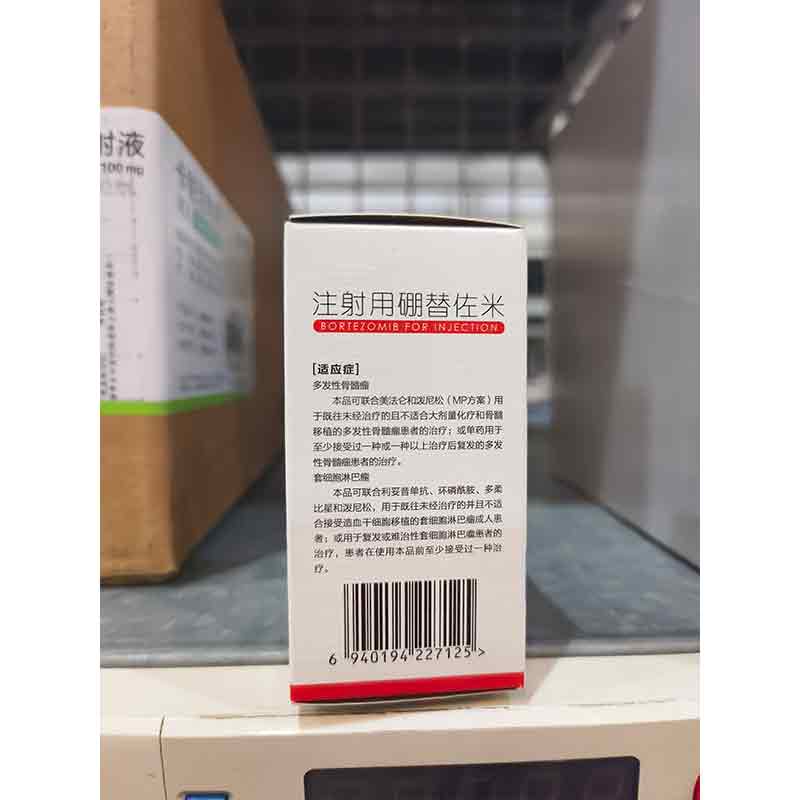 射液
100mg
注射用硼替佐米
BORTEZOMIB FOR INJECTION
[适应症]
多发性骨髓瘤
本品可联合美法仑和泼尼松（MP方案）用
于既往未经治疗的且不适合大剂量化疗和骨髓
移植的多发性骨髓瘤患者的治疗；或单药用于
至少接受过一种或一种以上治疗后复发的多发
性骨髓瘤患者的治疗。
套细胞淋巴瘤
本品可联合利妥昔单抗、环磷酰胺、多柔
比星和泼尼松，用于既往未经治疗的并且不适
合接受造血干细胞移植的套细胞淋巴瘤成人患
者；或用于复发或难治性套细胞淋巴瘤患者的
治疗，患者在使用本品前至少接受过一种治
疗。
6 940194 227125 >